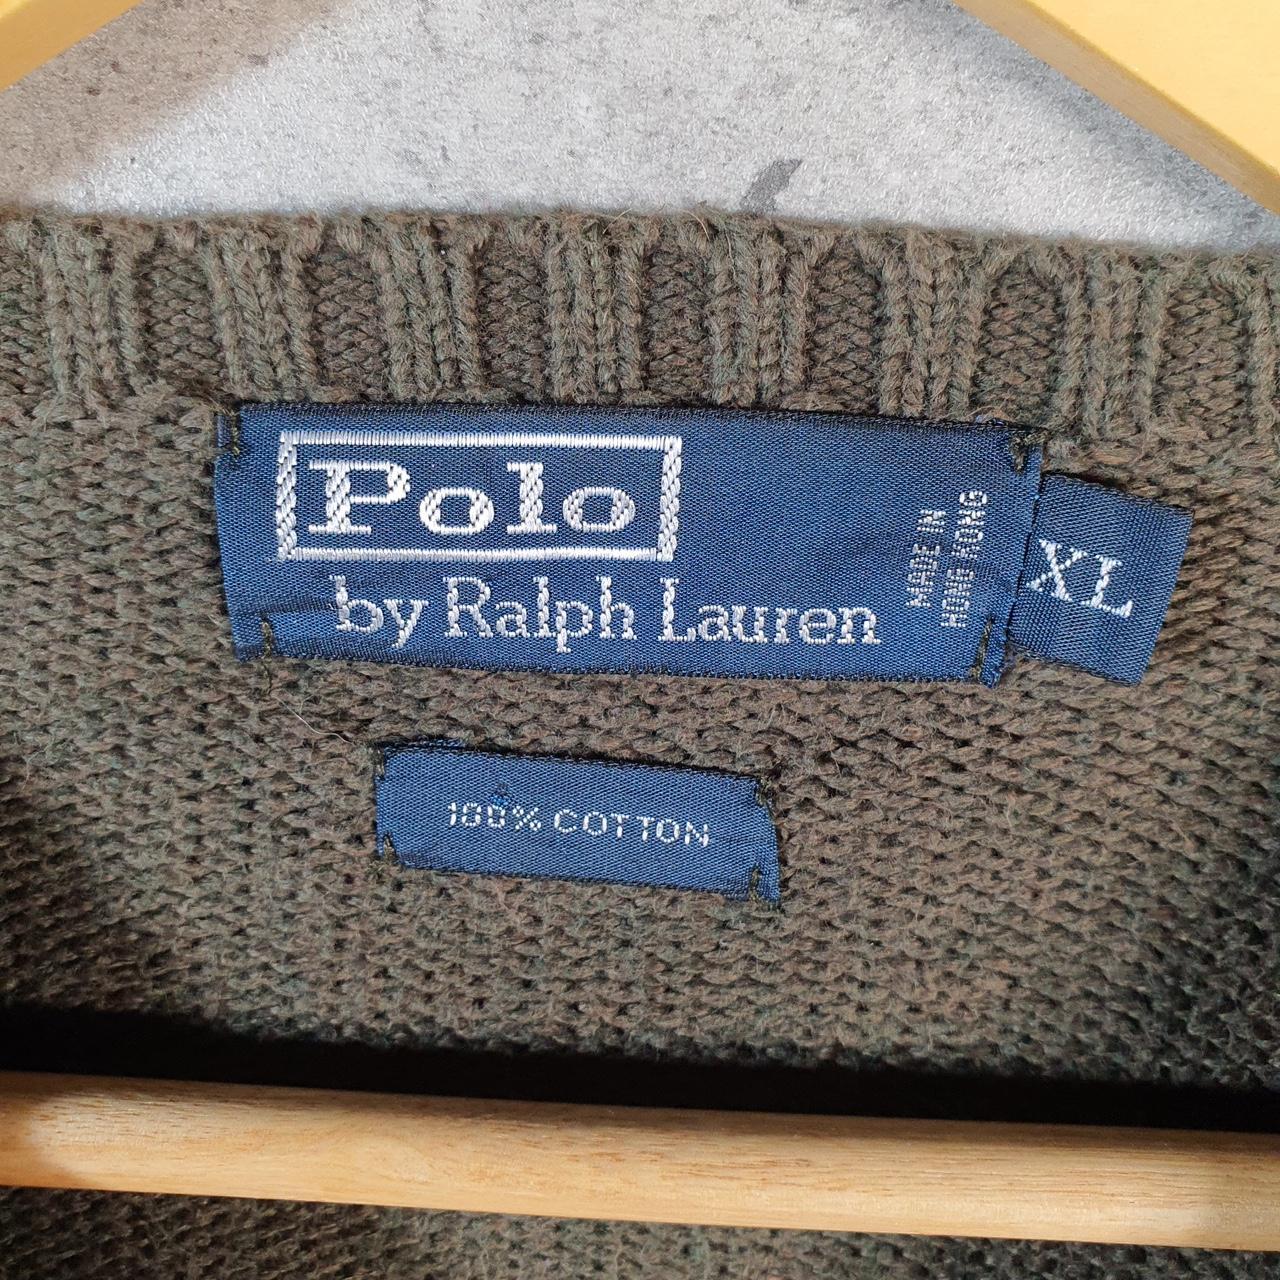 Polo
by Ralph Lauren
MADE IN
HONG KONG
XL
100% COTTON